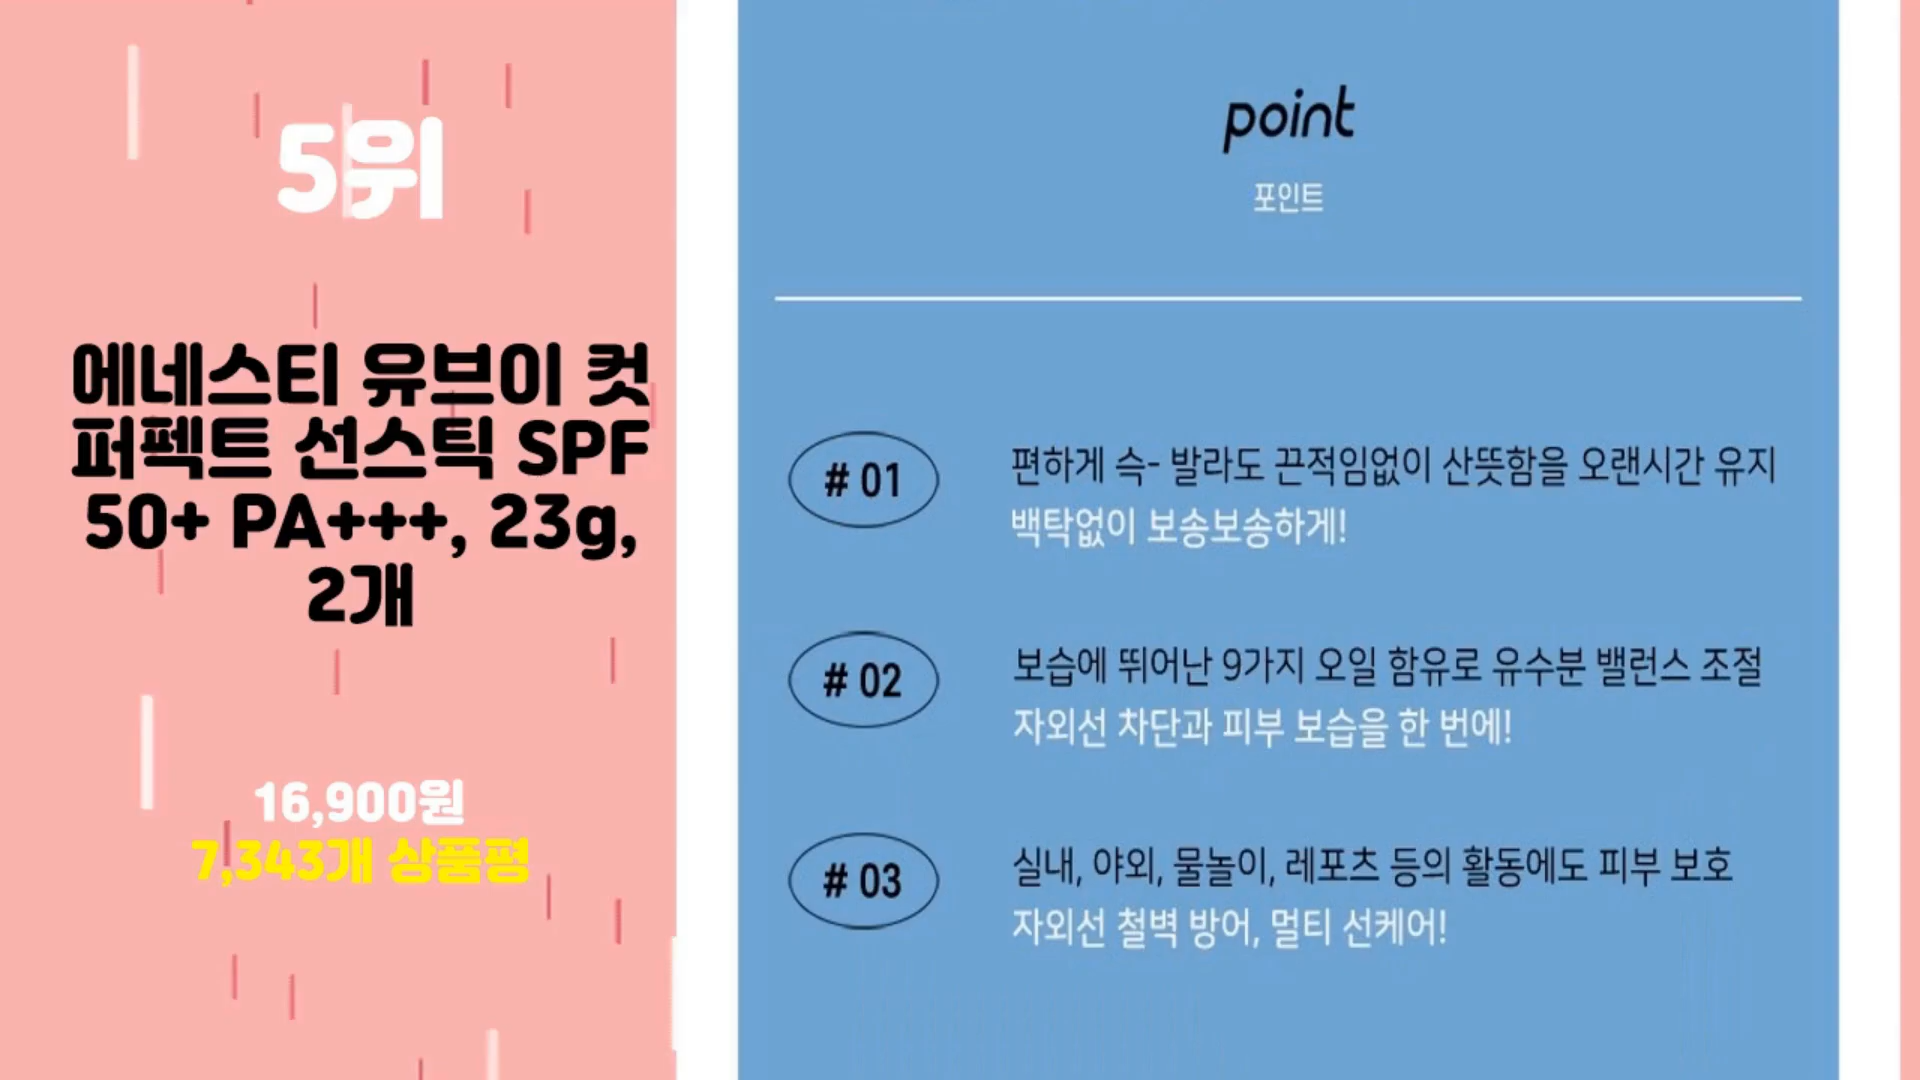 5위
에네스티 유브이 컷
퍼펙트 선스틱 SPF
50+ PA+++, 23g,
2개
16,900원
7,343개 상품평
point
포인트
# 01
편하게 슥- 발라도 끈적임없이 산뜻함을 오랜시간 유지
백탁없이 보송보송하게!
# 02
보습에 뛰어난 9가지 오일 함유로 유수분 밸런스 조절
자외선 차단과 피부 보습을 한 번에!
# 03
실내, 야외, 물놀이, 레포츠 등의 활동에도 피부 보호
자외선 철벽 방어, 멀티 선케어!